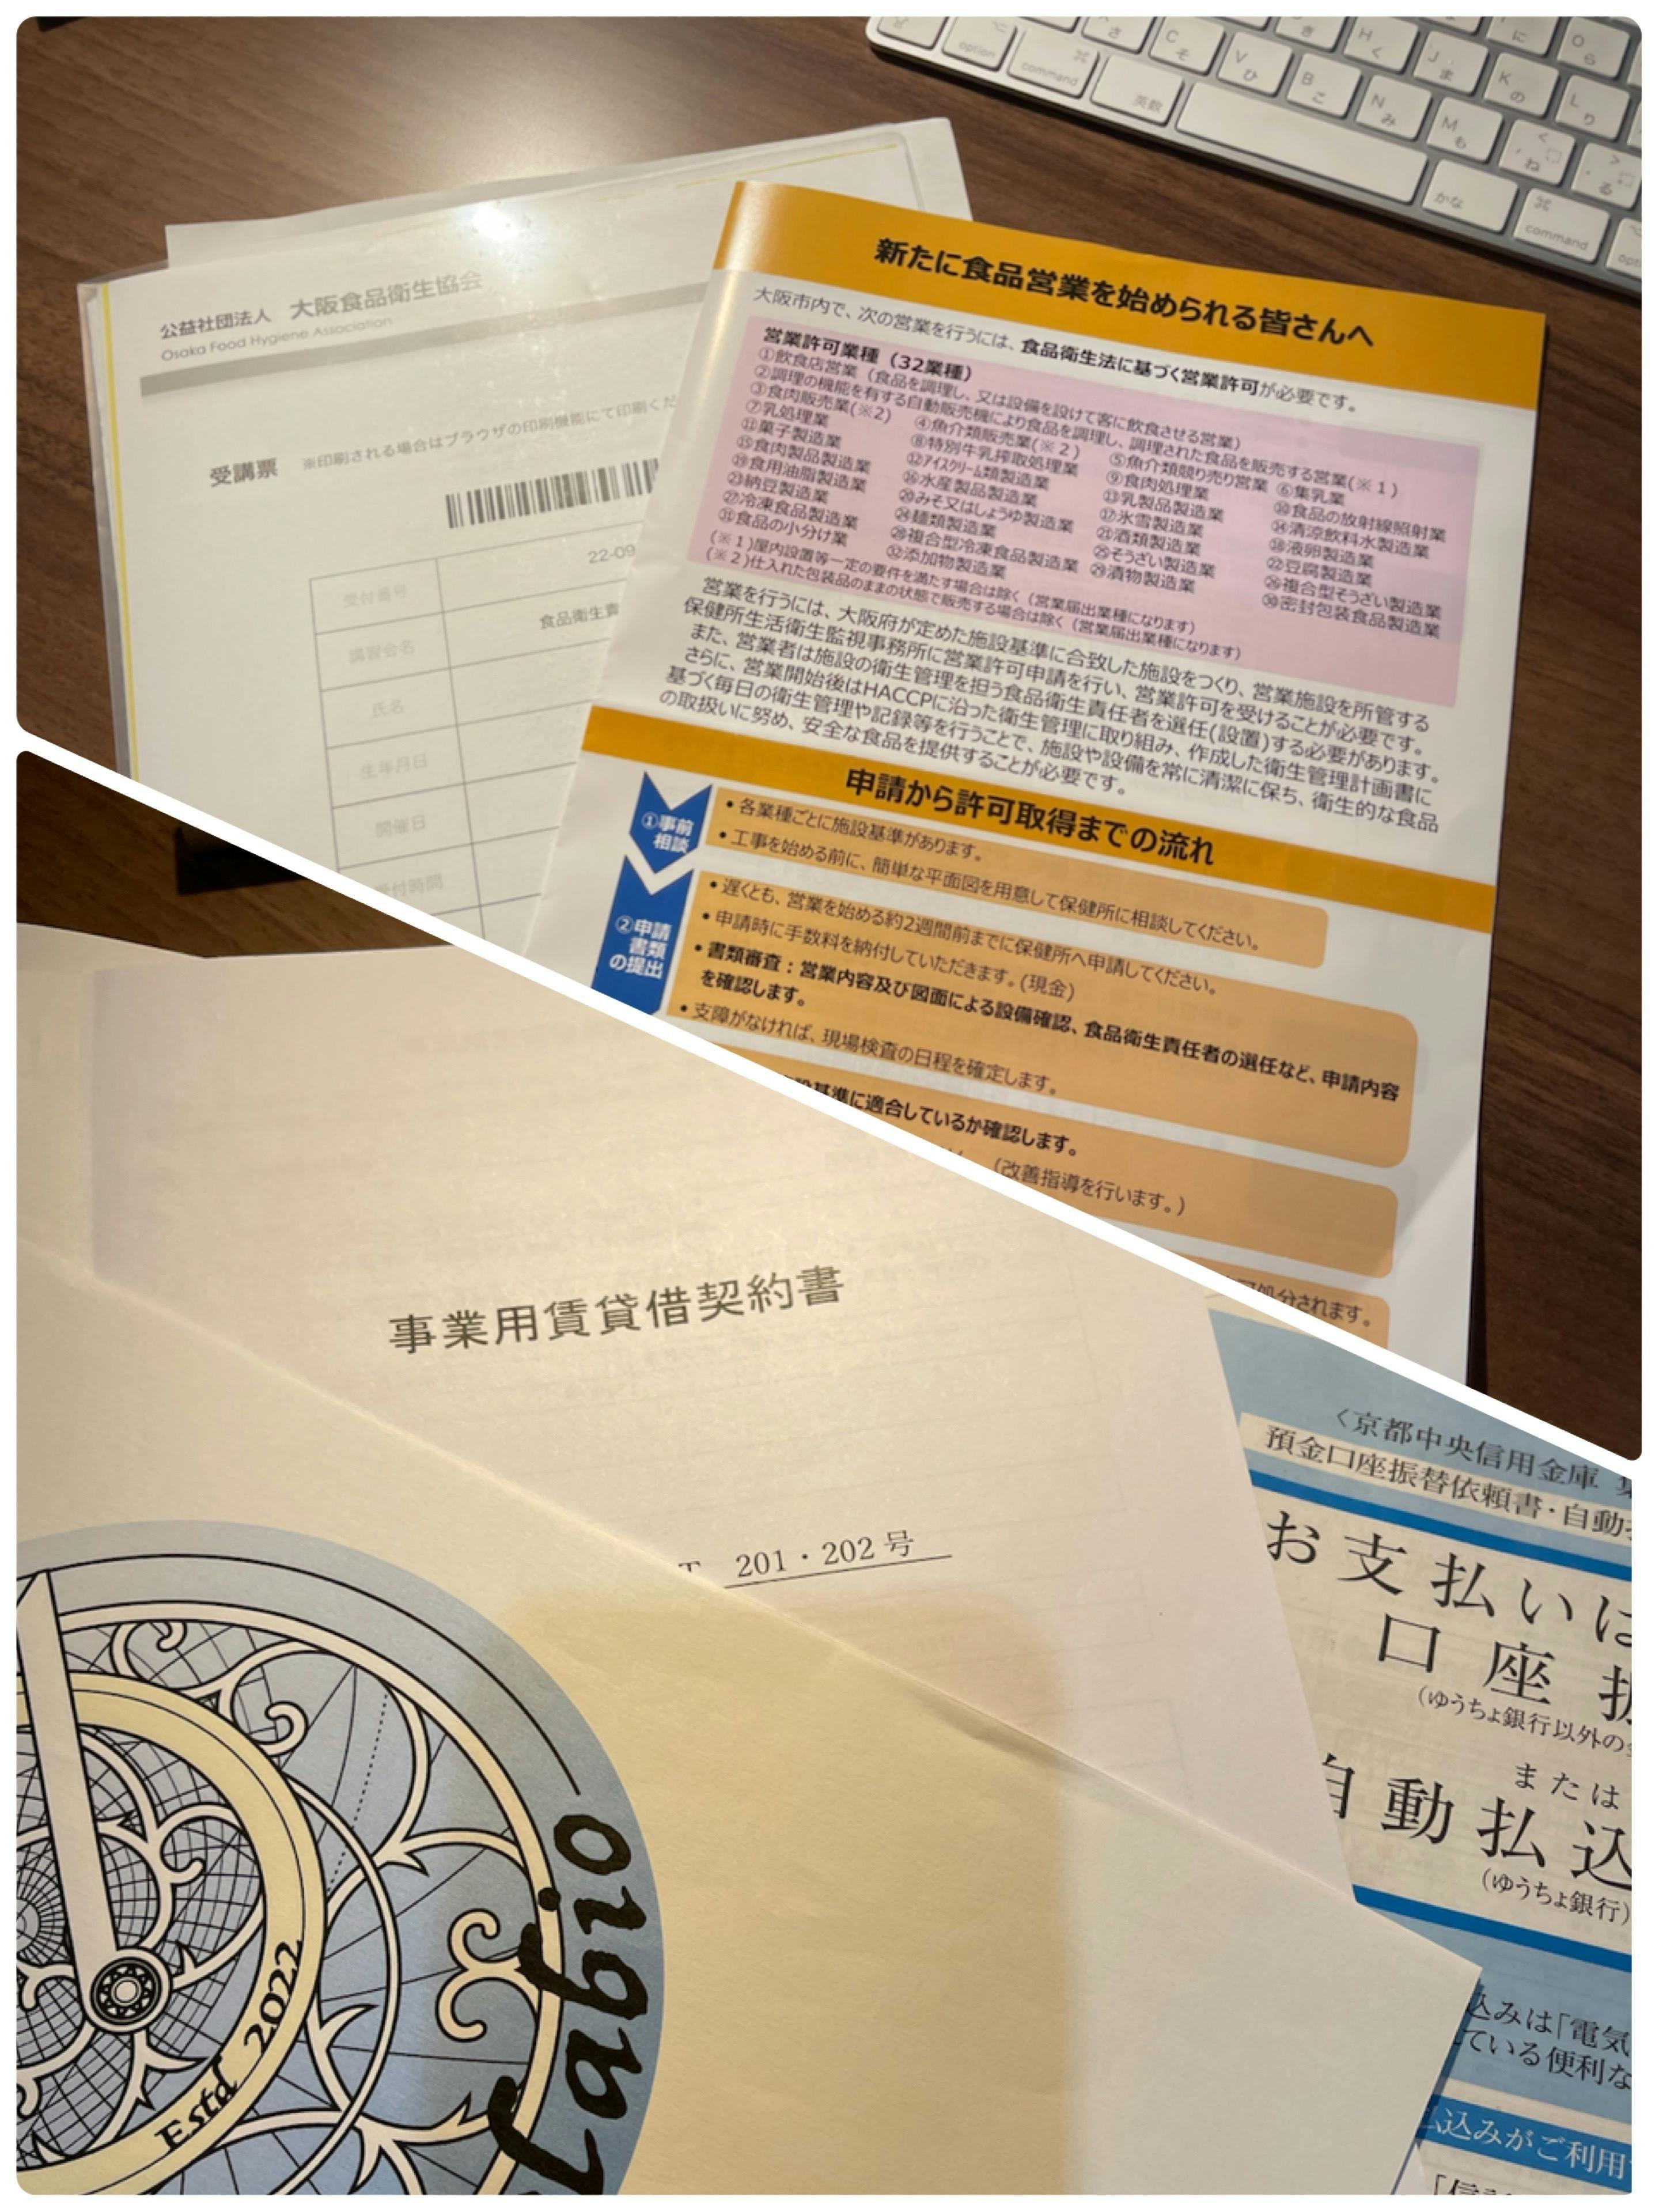 公益社団法人 大阪食品衛生協会
Osaka Food Hygiene Association
受講票 ※印刷される場合はブラウザの印刷機能にて印刷くだ
22-09
受付番号
食品衛生責
講習会名
氏名
生年月日
開催日
受付時間
新たに食品営業を始められる皆さんへ
大阪市内で、次の営業を行うには、食品衛生法に基づく営業許可が必要です。
営業許可業種(32業種)
①飲食店営業(食品を調理し、又は設備を設けて客に飲食させる営業)
②調理の機能を有する自動販売機により食品を調理し、調理された食品を販売する営業(※1)
③食肉販売業(※2) ④魚介類販売業(※2) ⑤魚介類競り売り営業 ⑥集乳業
⑦乳処理業 ⑧特別牛乳搾取処理業 ⑨食肉処理業 ⑩食品の放射線照射業
⑪菓子製造業 ⑫アイスクリーム類製造業 ⑬乳製品製造業 ⑭清涼飲料水製造業
⑮食肉製品製造業 ⑯水産製品製造業 ⑰氷雪製造業 ⑱液卵製造業
⑲食用油脂製造業 ⑳みそ又はしょうゆ製造業 ㉑酒類製造業 ㉒豆腐製造業
㉓納豆製造業 ㉔麺類製造業 ㉕そうざい製造業 ㉖複合型そうざい製造業
㉗冷凍食品製造業 ㉘複合型冷凍食品製造業 ㉙漬物製造業 ㉚密封包装食品製造業
㉛食品の小分け業 ㉜添加物製造業
(※1)屋内設置等一定の要件を満たす場合は除く(営業届出業種になります)
(※2)仕入れた包装品のままの状態で販売する場合は除く(営業届出業種になります)
営業を行うには、大阪府が定めた施設基準に合致した施設をつくり、営業施設を所管する
保健所生活衛生監視事務所に営業許可申請を行い、営業許可を受けることが必要です。
また、営業者は施設の衛生管理を担う食品衛生責任者を選任(設置)する必要があります。
さらに、営業開始後はHACCPに沿った衛生管理に取り組み、作成した衛生管理計画書に
基づく毎日の衛生管理や記録等を行うことで、施設や設備を常に清潔に保ち、衛生的な食品
の取扱いに努め、安全な食品を提供することが必要です。
申請から許可取得までの流れ
①事前
相談
• 各業種ごとに施設基準があります。
• 工事を始める前に、簡単な平面図を用意して保健所に相談してください。
②申請
書類
の提出
• 遅くとも、営業を始める約2週間前までに保健所へ申請してください。
• 申請時に手数料を納付していただきます。(現金)
• 書類審査：営業内容及び図面による設備確認、食品衛生責任者の選任など、申請内容
を確認します。
• 支障がなければ、現場検査の日程を確定します。
基準に適合しているか確認します。
(改善指導を行います。)
処分されます。
option
command
英数
かな
command
C
そ
V
ひ
B
こ
N
み
M
も
H
く
J
ま
K
の
L
り
事業用賃貸借契約書
T 201・202号
Estd 2022
<京都中央信用金庫
預金口座振替依頼書・自動
お支払いは
口座振
(ゆうちょ銀行以外の
または
自動払込
(ゆうちょ銀行)
込みは「電気
ている便利な
払込みがご利用